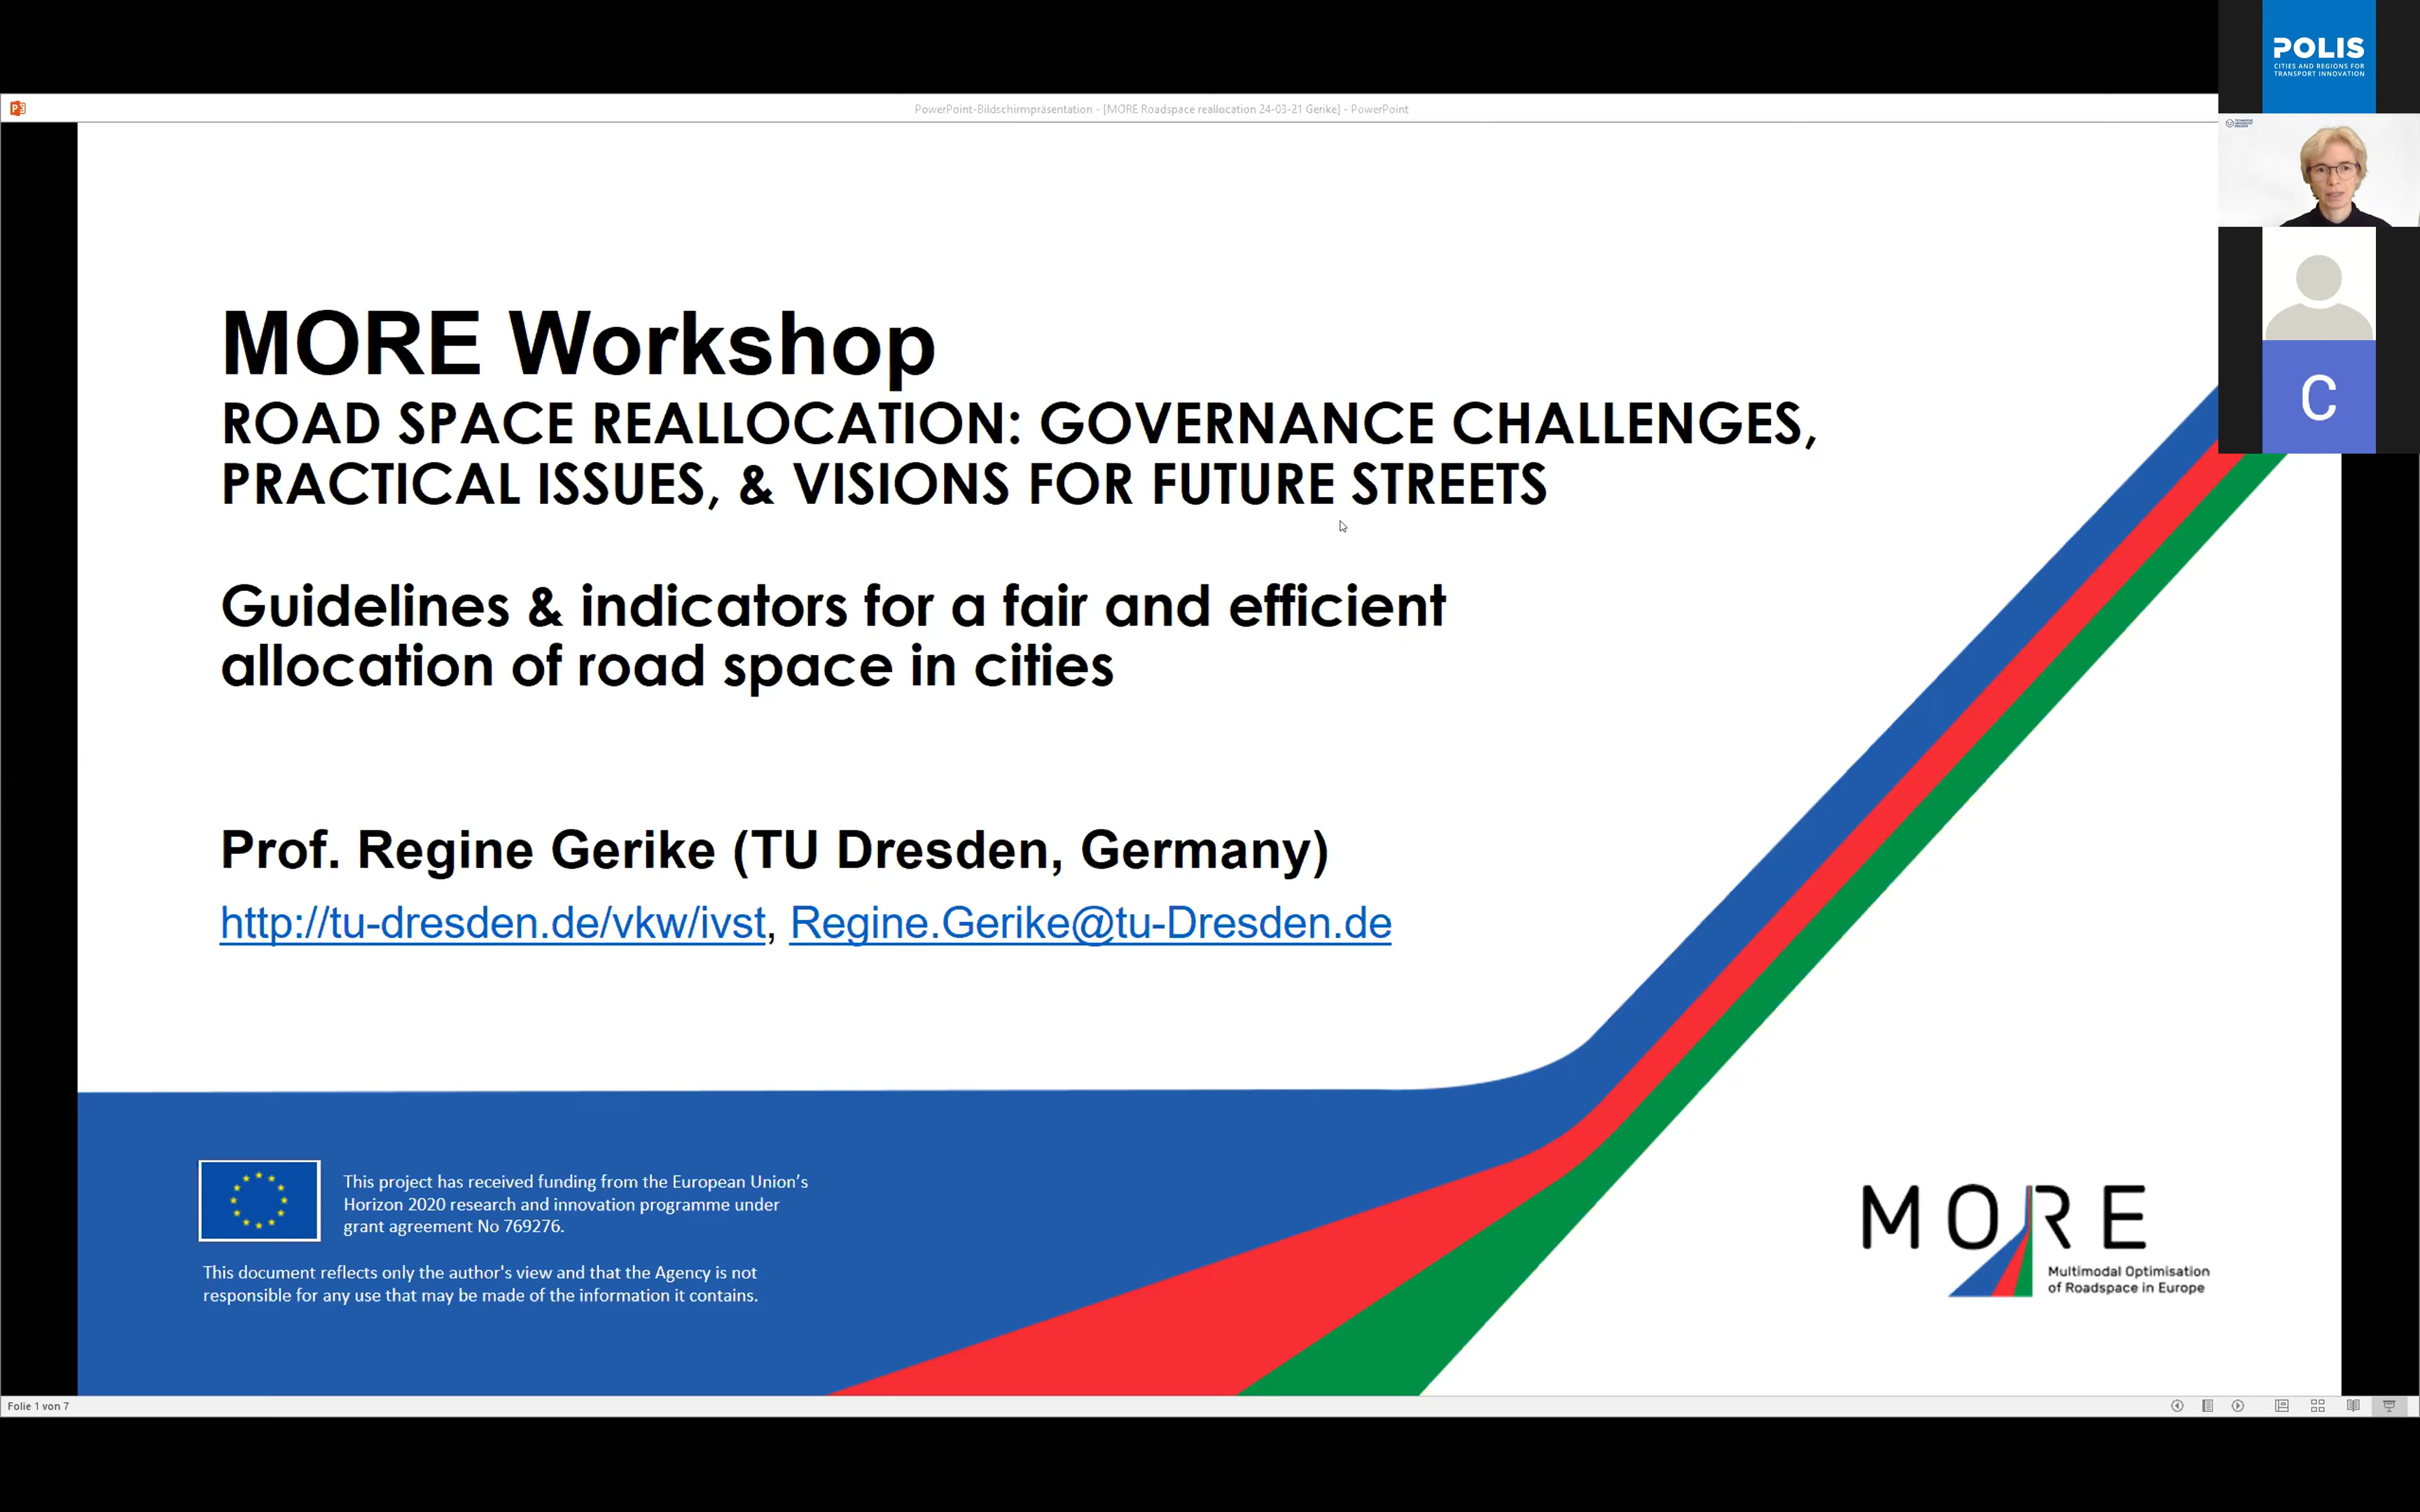 POLIS
CITIES AND REGIONS FOR
TRANSPORT INNOVATION
PowerPoint-Bildschirmpräsentation - [MORE Roadspace reallocation 24-03-21 Gerike] - PowerPoint
MORE Workshop
ROAD SPACE REALLOCATION: GOVERNANCE CHALLENGES,
PRACTICAL ISSUES, & VISIONS FOR FUTURE STREETS
C
Guidelines & indicators for a fair and efficient
allocation of road space in cities
Prof. Regine Gerike (TU Dresden, Germany)
http://tu-dresden.de/vkw/ivst, Regine.Gerike@tu-Dresden.de
This project has received funding from the European Union’s
Horizon 2020 research and innovation programme under
grant agreement No 769276.
This document reflects only the author's view and that the Agency is not
responsible for any use that may be made of the information it contains.
MORE
Multimodal Optimisation
of Roadspace in Europe
Folie 1 von 7